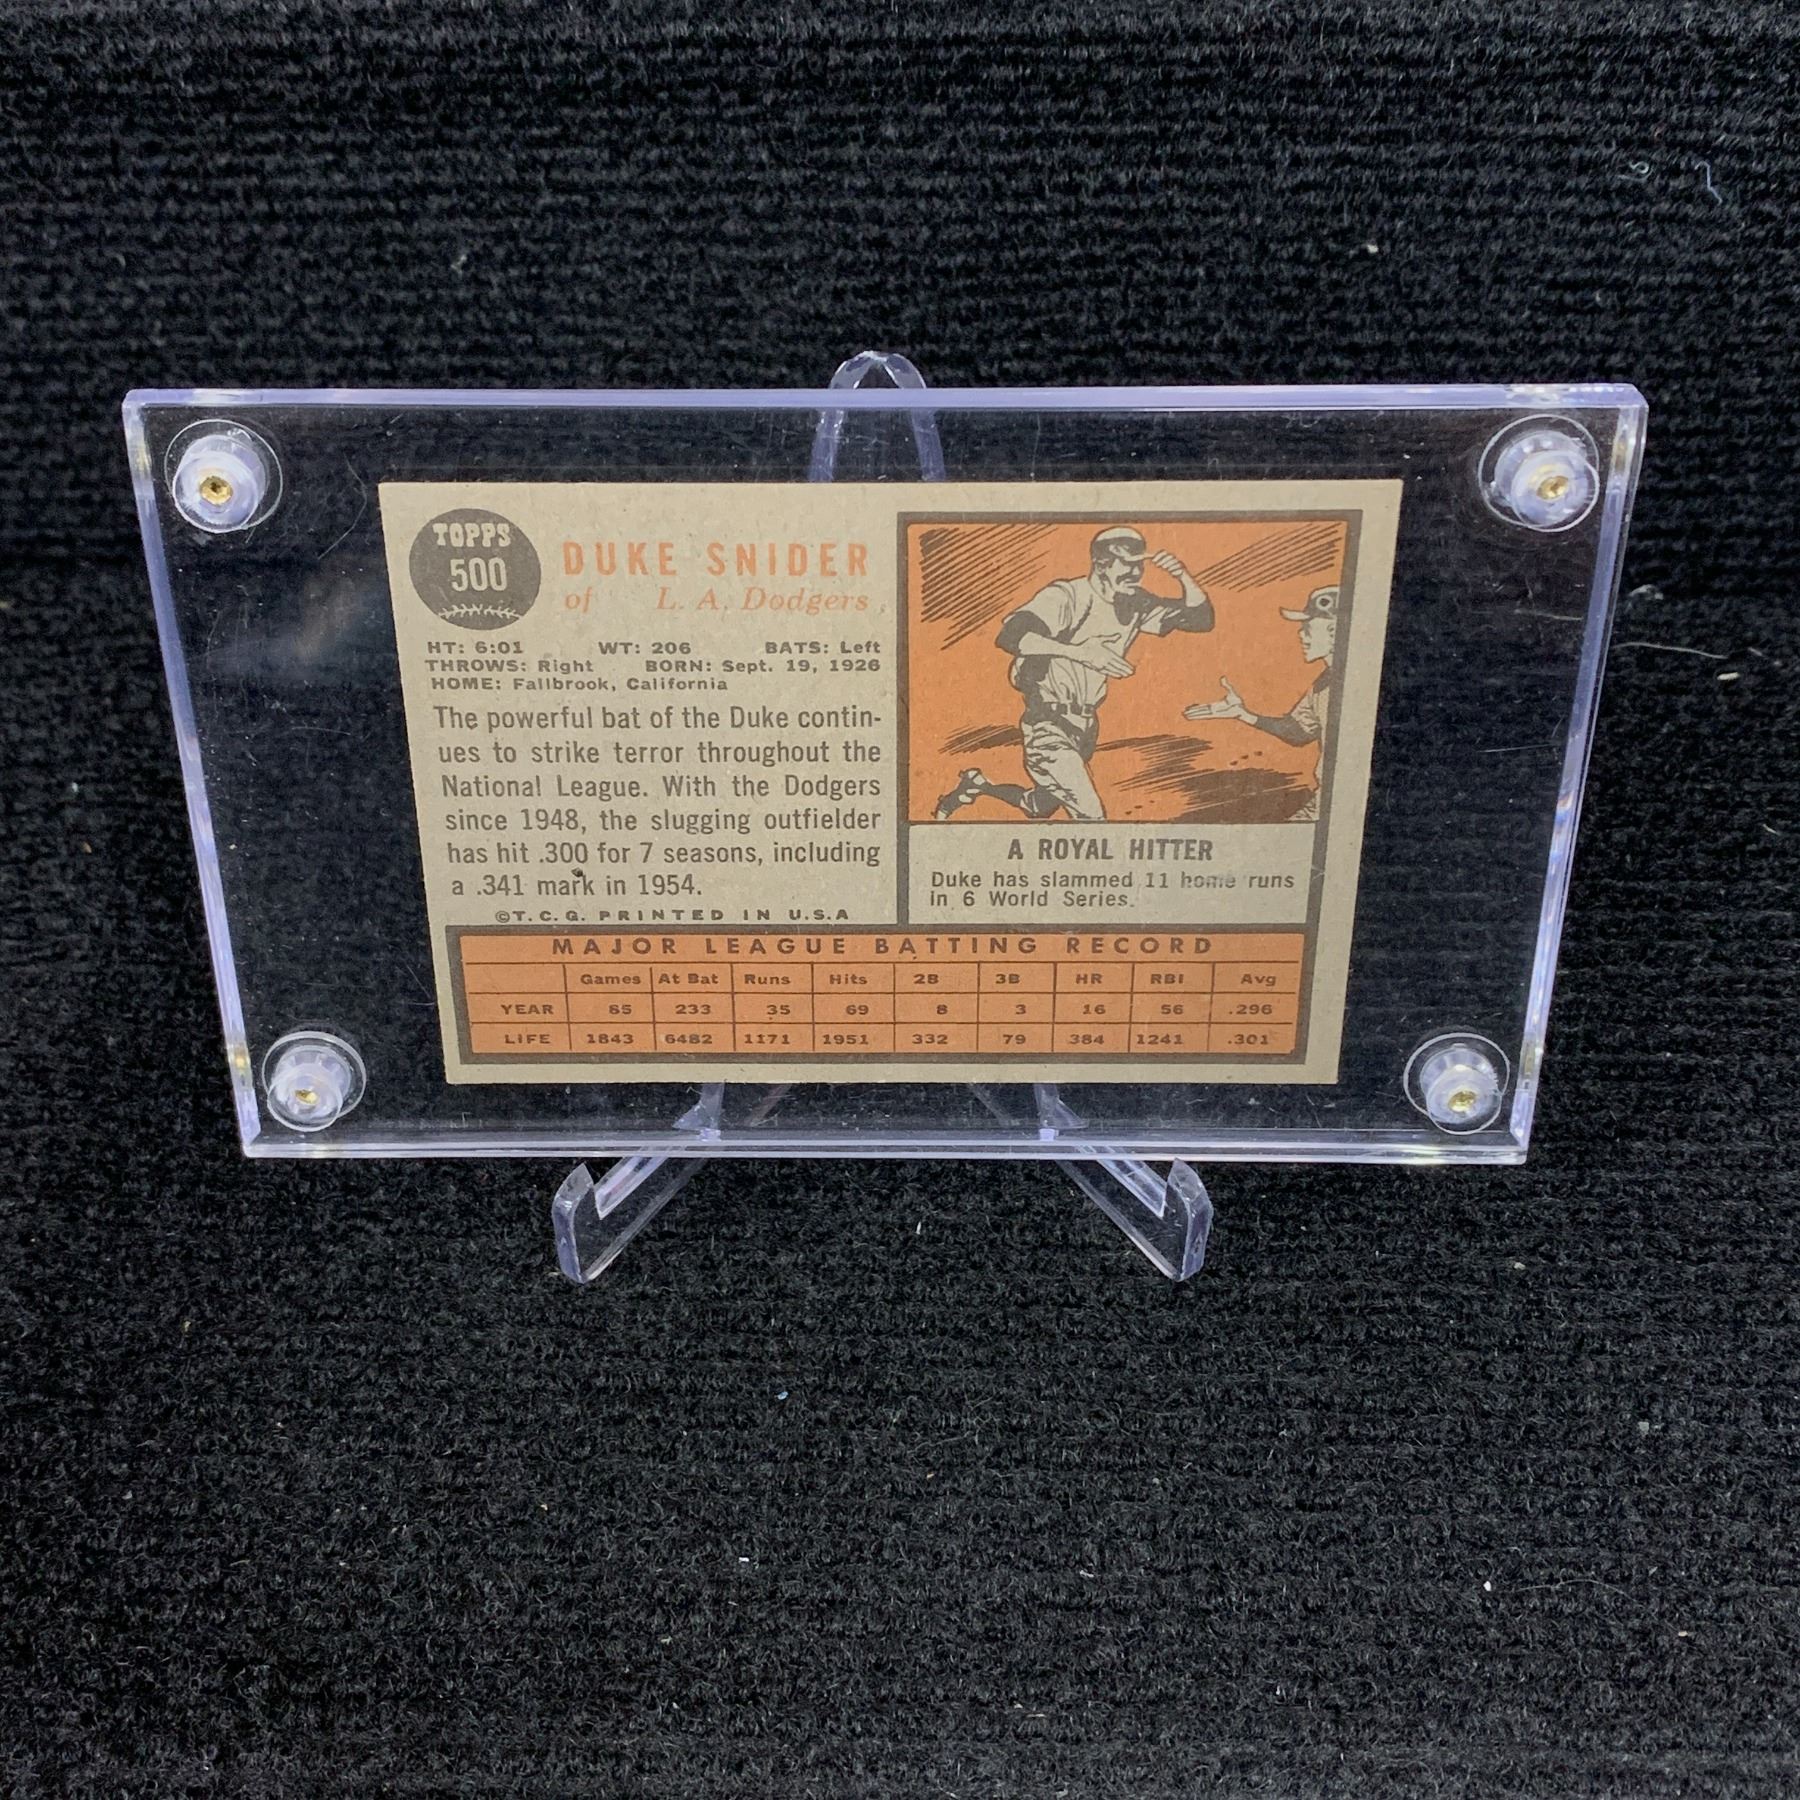 TOPPS
500
DUKE SNIDER
of L. A. Dodgers
HT: 6:01 WT: 206 BATS: Left
THROWS: Right BORN: Sept. 19, 1926
HOME: Fallbrook, California
The powerful bat of the Duke contin-
ues to strike terror throughout the
National League. With the Dodgers
since 1948, the slugging outfielder
has hit .300 for 7 seasons, including
a .341 mark in 1954.
©T. C. G. PRINTED IN U.S.A
A ROYAL HITTER
Duke has slammed 11 home runs
in 6 World Series.
MAJOR LEAGUE BATTING RECORD
Games At Bat Runs Hits 2B 3B HR RBI Avg
YEAR 85 233 35 69 8 3 16 56 .296
LIFE 1843 6482 1171 1951 332 79 384 1241 .301